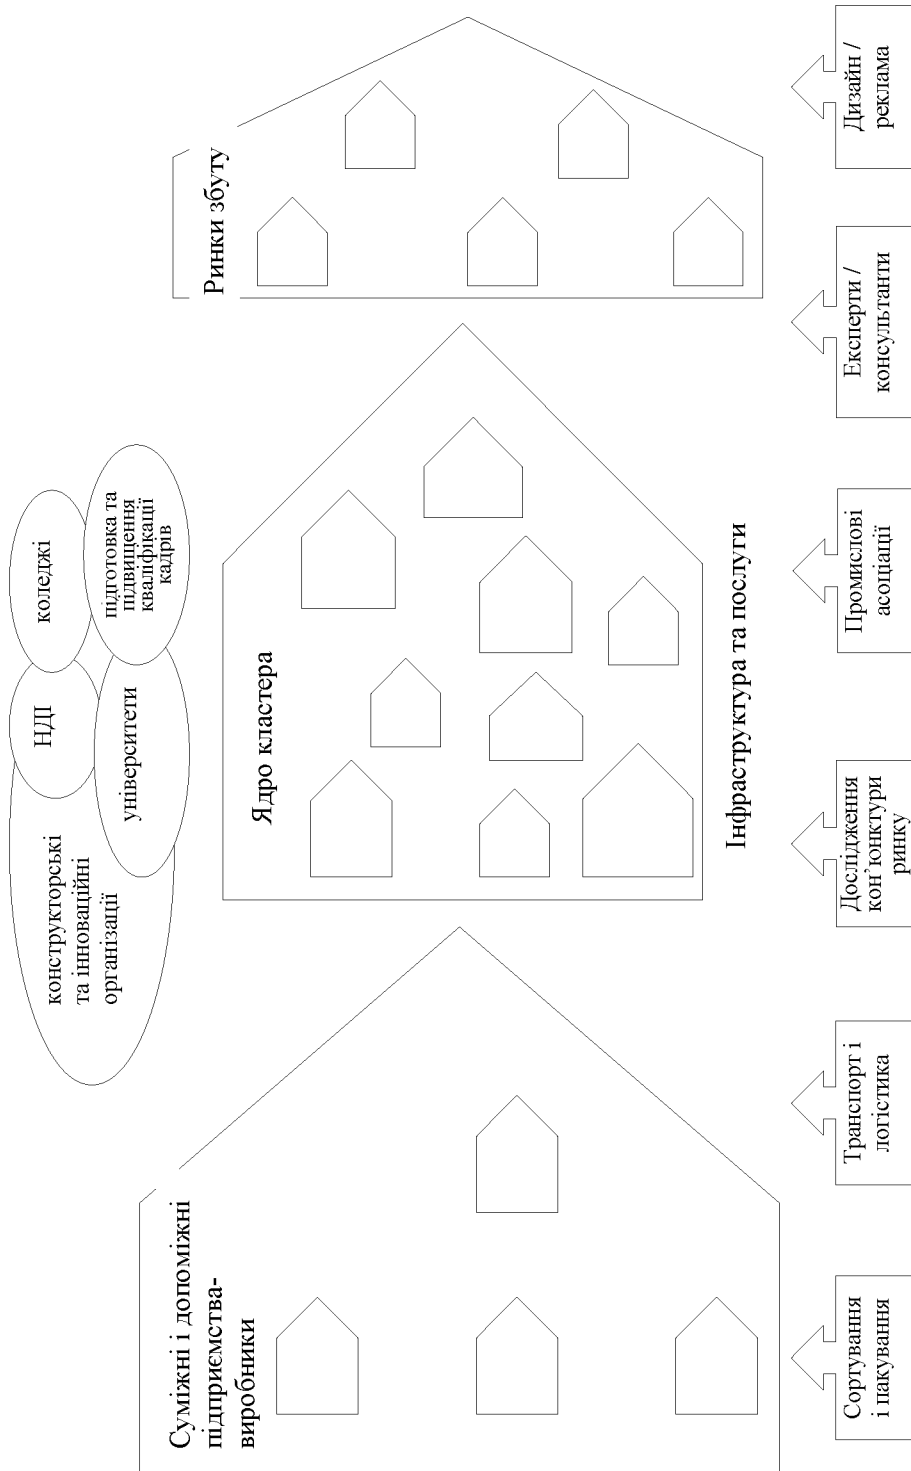 конструкторські
та інноваційні
організації
НДІ
коледжі
університети
підготовка та
підвищення
кваліфікації
кадрів
Суміжні і допоміжні
підприємства-
виробники
Ядро кластера
Ринки збуту
Інфраструктура та послуги
Сортування
і пакування
Транспорт і
логістика
Дослідження
кон’юнктури
ринку
Промислові
асоціації
Експерти /
консультанти
Дизайн /
реклама